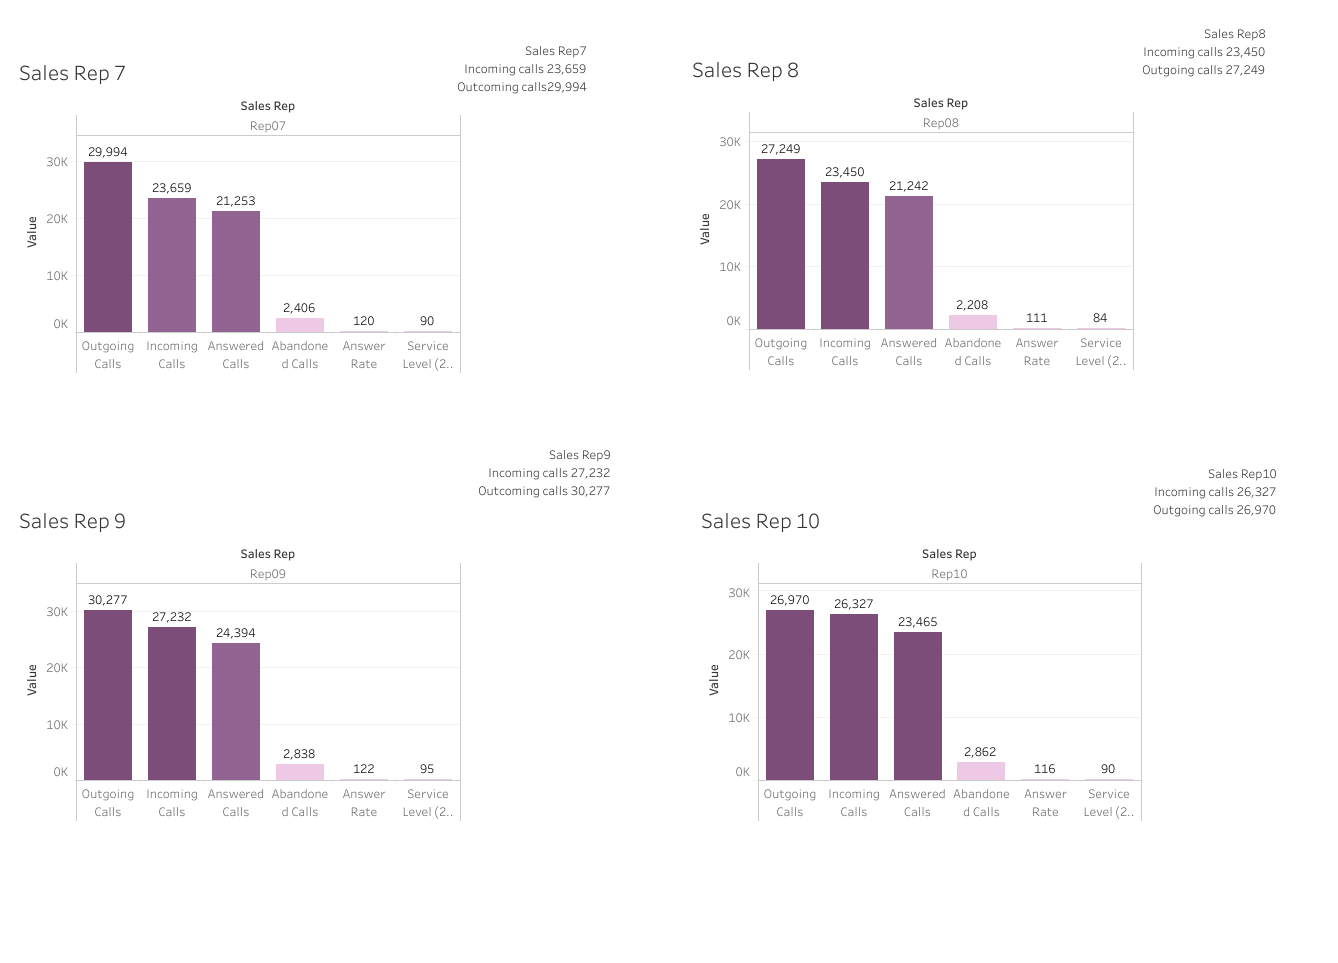 Sales Rep7
Incoming calls 23,659
Outcoming calls29,994
Sales Rep 7
Sales Rep
Rep07
29,994
23,659
21,253
2,406
120
90
30K
20K
10K
0K
Value
Outgoing Calls
Incoming Calls
Answered Calls
Abandone
d Calls
Answer Rate
Service Level (2..
Sales Rep8
Incoming calls 23,450
Outgoing calls 27,249
Sales Rep 8
Sales Rep
Rep08
27,249
23,450
21,242
2,208
111
84
30K
20K
10K
0K
Value
Outgoing Calls
Incoming Calls
Answered Calls
Abandone
d Calls
Answer Rate
Service Level (2..
Sales Rep9
Incoming calls 27,232
Outcoming calls 30,277
Sales Rep 9
Sales Rep
Rep09
30,277
27,232
24,394
2,838
122
95
30K
20K
10K
0K
Value
Outgoing Calls
Incoming Calls
Answered Calls
Abandone
d Calls
Answer Rate
Service Level (2..
Sales Rep10
Incoming calls 26,327
Outgoing calls 26,970
Sales Rep 10
Sales Rep
Rep10
26,970
26,327
23,465
2,862
116
90
30K
20K
10K
0K
Value
Outgoing Calls
Incoming Calls
Answered Calls
Abandone
d Calls
Answer Rate
Service Level (2..